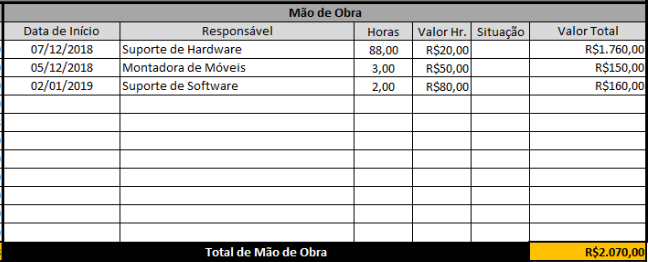 Mão de Obra
Data de Início Responsável Horas Valor Hr. Situação Valor Total
07/12/2018 Suporte de Hardware 88,00 R$20,00 R$1.760,00
05/12/2018 Montadora de Móveis 3,00 R$50,00 R$150,00
02/01/2019 Suporte de Software 2,00 R$80,00 R$160,00
Total de Mão de Obra R$2.070,00